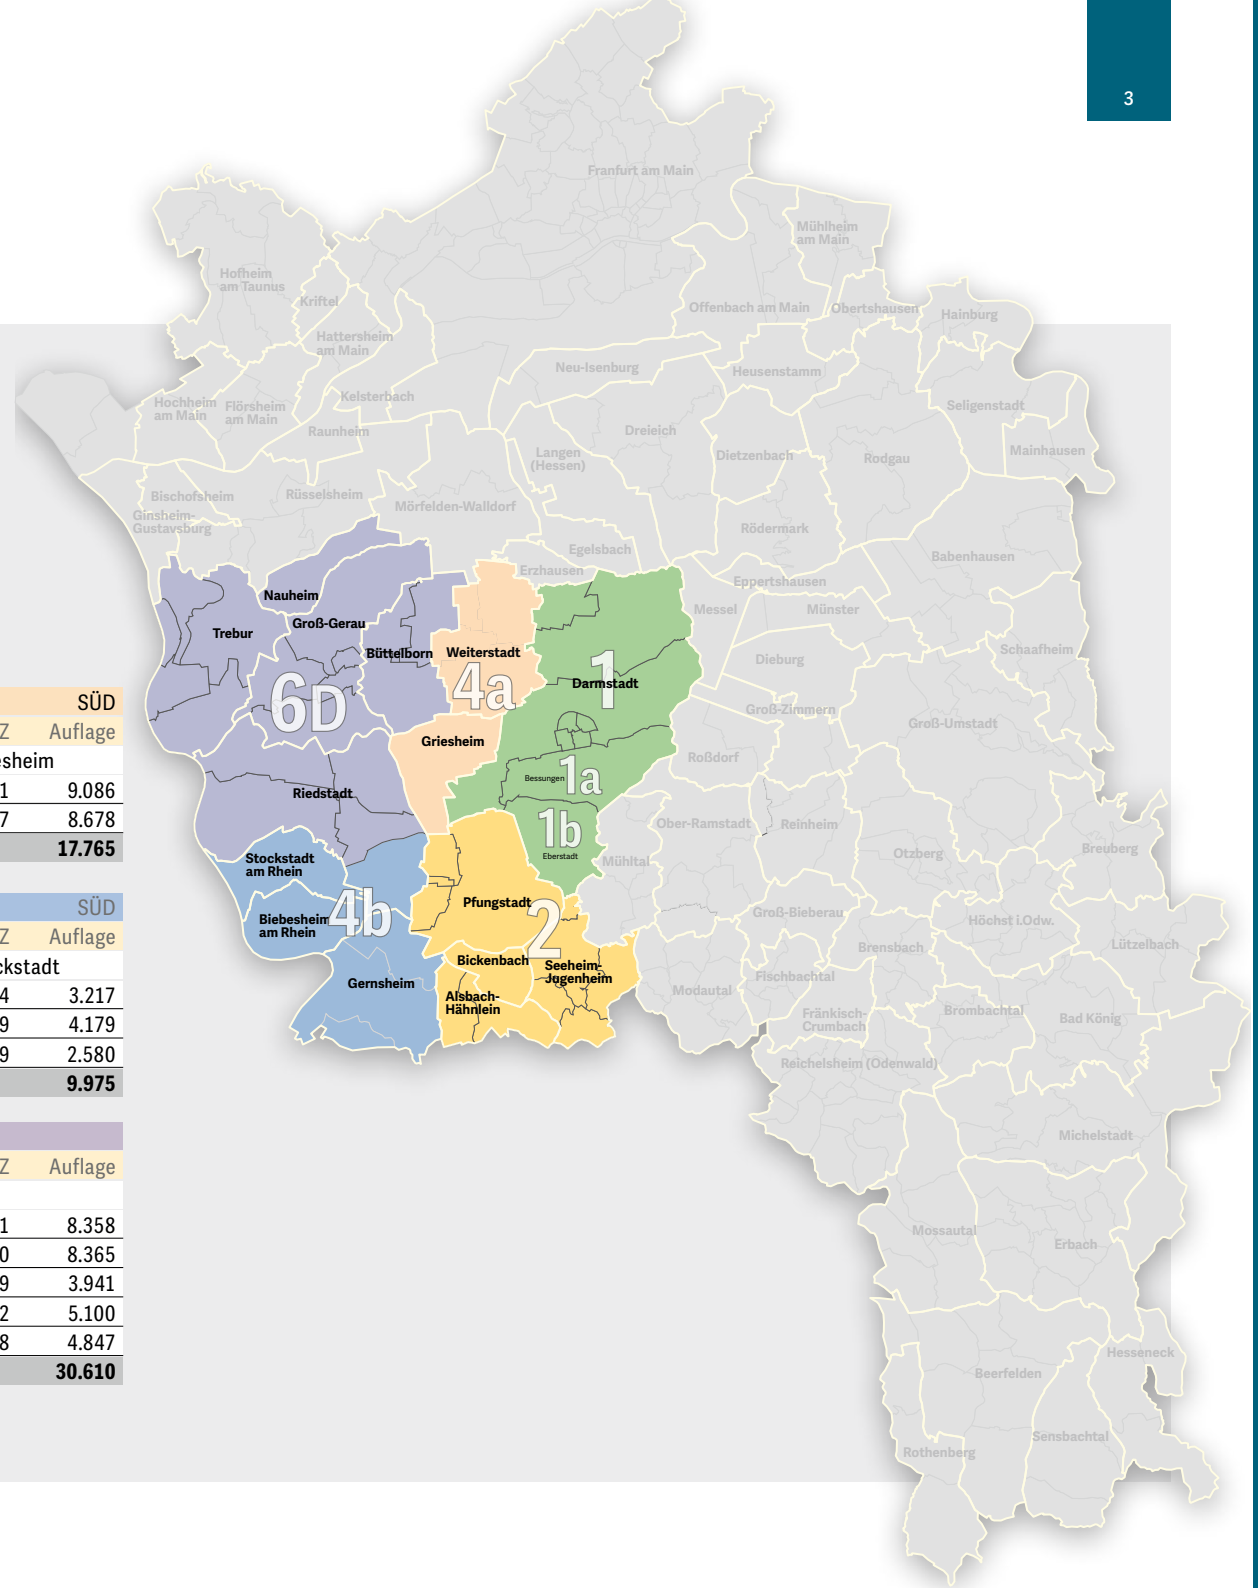 3
Franfurt am Main
Mühlheim
am Main
Hofheim
am Taunus
Kriftel
Offenbach am Main
Obertshausen
Hainburg
Hattersheim
am Main
Neu-Isenburg
Heusenstamm
Kelsterbach
Hochheim
am Main
Flörsheim
am Main
Seligenstadt
Raunheim
Dreieich
Langen
(Hessen)
Dietzenbach
Rodgau
Mainhausen
Bischofsheim
Rüsselsheim
Mörfelden-Walldorf
Ginsheim-
Gustavsburg
Rödermark
Egelsbach
Babenhausen
Erzhausen
Eppertshausen
Nauheim
Messel
Münster
Groß-Gerau
Trebur
Büttelborn
Weiterstadt
Schaafheim
Dieburg
1
Darmstadt
4a
6D
Groß-Zimmern
Groß-Umstadt
Griesheim
Roßdorf
1a
Bessungen
Riedstadt
1b
Eberstadt
Ober-Ramstadt
Reinheim
Otzberg
Breuberg
Stockstadt
am Rhein
Mühltal
4b
Pfungstadt
2
Biebesheim
am Rhein
Groß-Bieberau
Höchst i.Odw.
Brensbach
Lützelbach
Bickenbach
Seeheim-
Jugenheim
Gernsheim
Fischbachtal
Modautal
Alsbach-
Hähnlein
Fränkisch-
Crumbach
Brombachtal
Bad König
Reichelsheim (Odenwald)
Michelstadt
Mossautal
Erbach
Hesseneck
Beerfelden
Sensbachtal
Rothenberg
SÜD
Z Auflage
esheim
1 9.086
7 8.678
17.765
SÜD
Z Auflage
ckstadt
4 3.217
9 4.179
9 2.580
9.975
Z Auflage
1 8.358
0 8.365
9 3.941
2 5.100
8 4.847
30.610